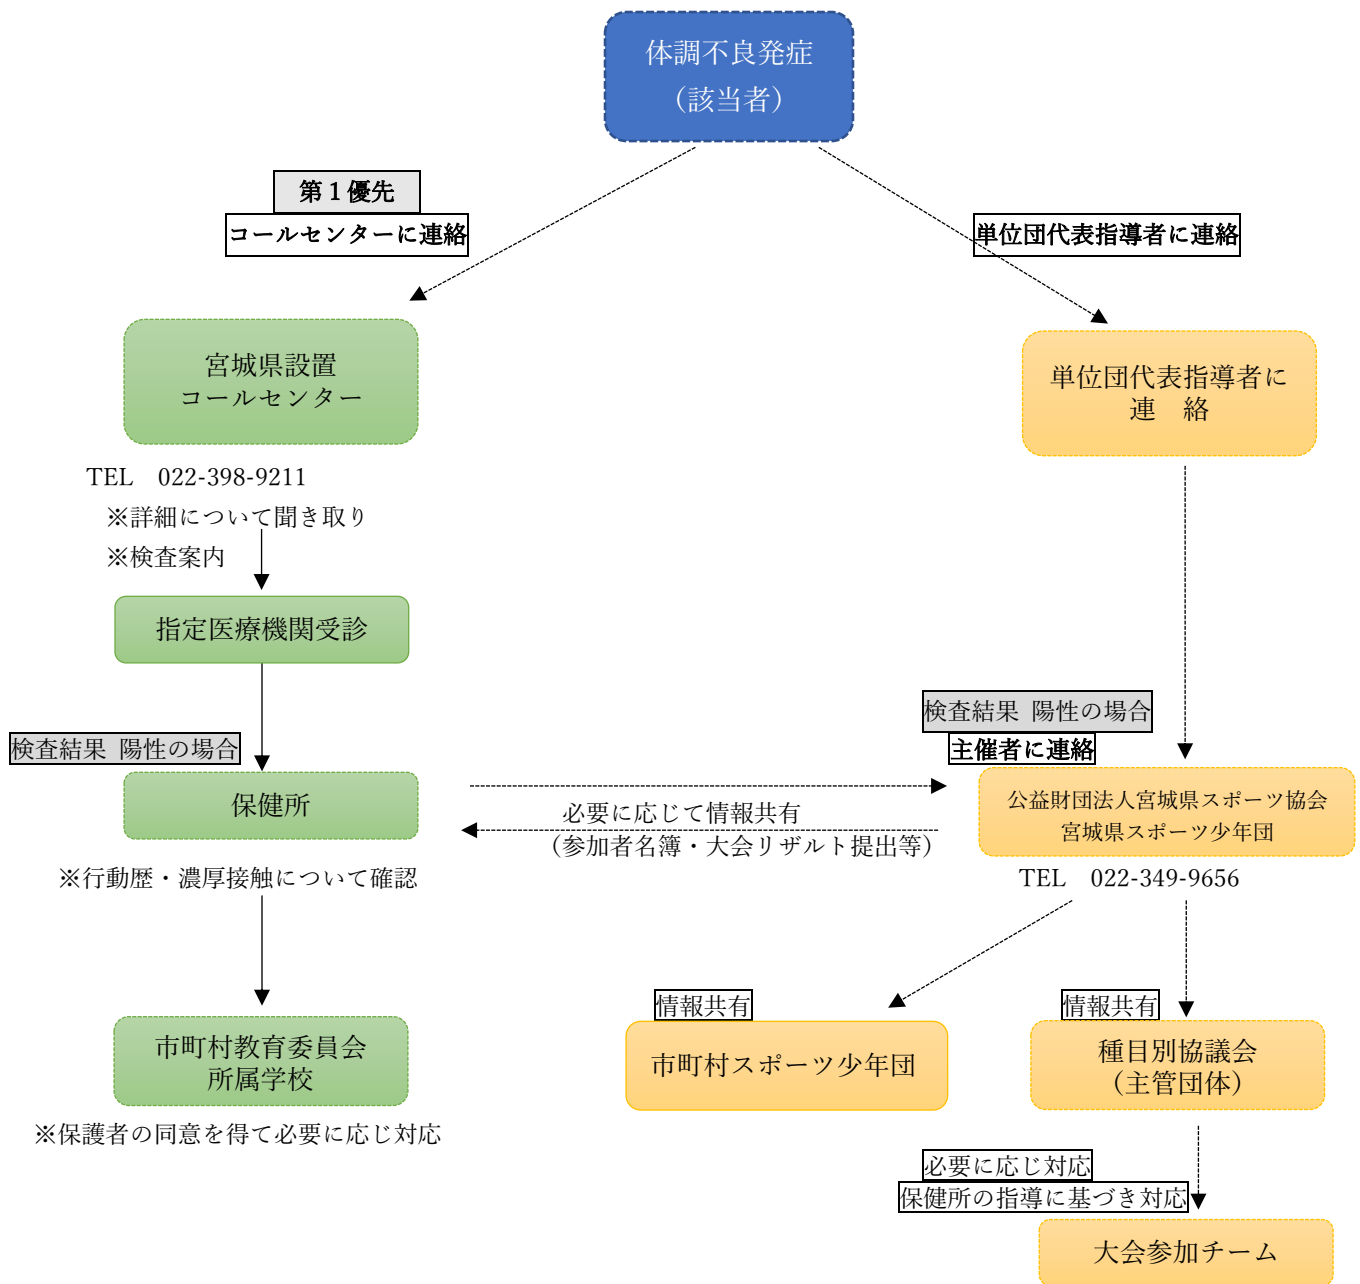 体調不良発症
（該当者）
第１優先
コールセンターに連絡
単位団代表指導者に連絡
宮城県設置
コールセンター
単位団代表指導者に
連　絡
TEL　022-398-9211
※詳細について聞き取り
※検査案内
指定医療機関受診
検査結果 陽性の場合
主催者に連絡
検査結果 陽性の場合
保健所
公益財団法人宮城県スポーツ協会
宮城県スポーツ少年団
必要に応じて情報共有
（参加者名簿・大会リザルト提出等）
※行動歴・濃厚接触について確認
TEL　022-349-9656
情報共有
情報共有
市町村教育委員会
所属学校
市町村スポーツ少年団
種目別協議会
（主管団体）
※保護者の同意を得て必要に応じ対応
必要に応じ対応
保健所の指導に基づき対応
大会参加チーム